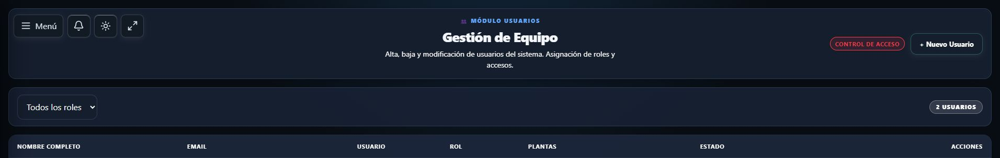 Menú
MÓDULO USUARIOS
Gestión de Equipo
Alta, baja y modificación de usuarios del sistema. Asignación de roles y
accesos.
CONTROL DE ACCESO
+ Nuevo Usuario
Todos los roles
2 USUARIOS
NOMBRE COMPLETO EMAIL USUARIO ROL PLANTAS ESTADO ACCIONES